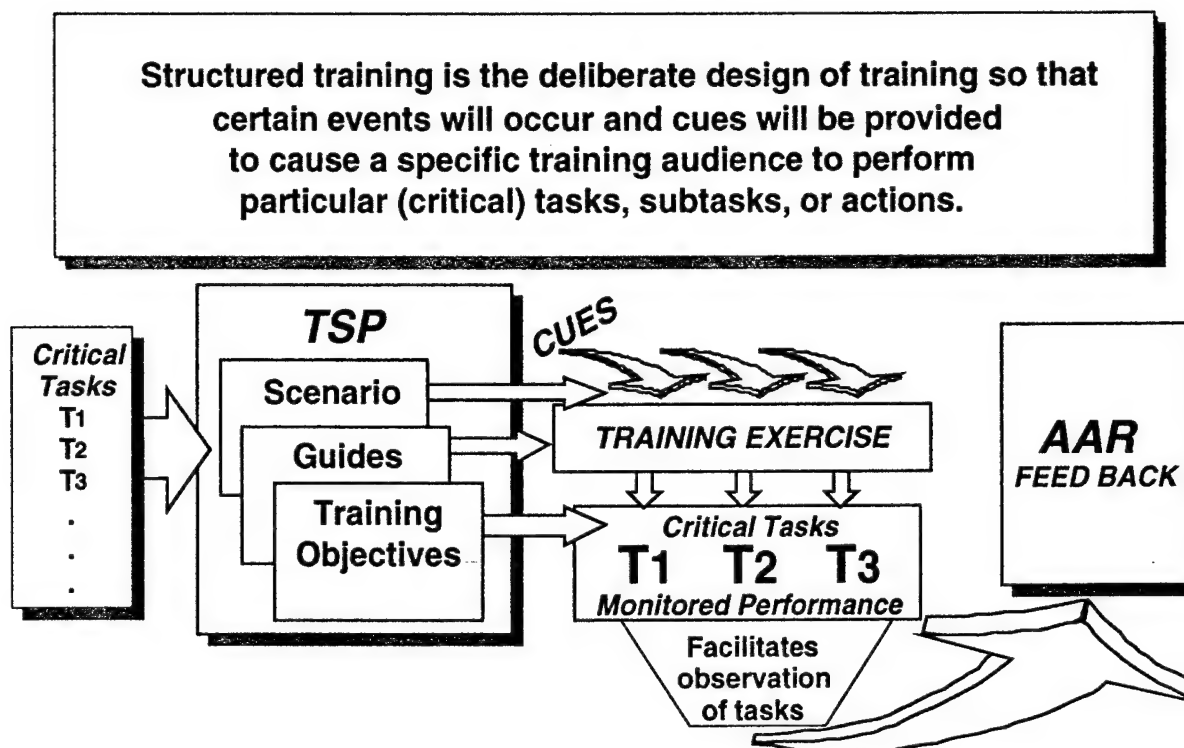 Structured training is the deliberate design of training so that
certain events will occur and cues will be provided
to cause a specific training audience to perform
particular (critical) tasks, subtasks, or actions.
Critical
Tasks
T1
T2
T3
.
.
.
TSP
Scenario
Guides
Training
Objectives
CUES
TRAINING EXERCISE
Critical Tasks
T1 T2 T3
Monitored Performance
Facilitates
observation
of tasks
AAR
FEED BACK